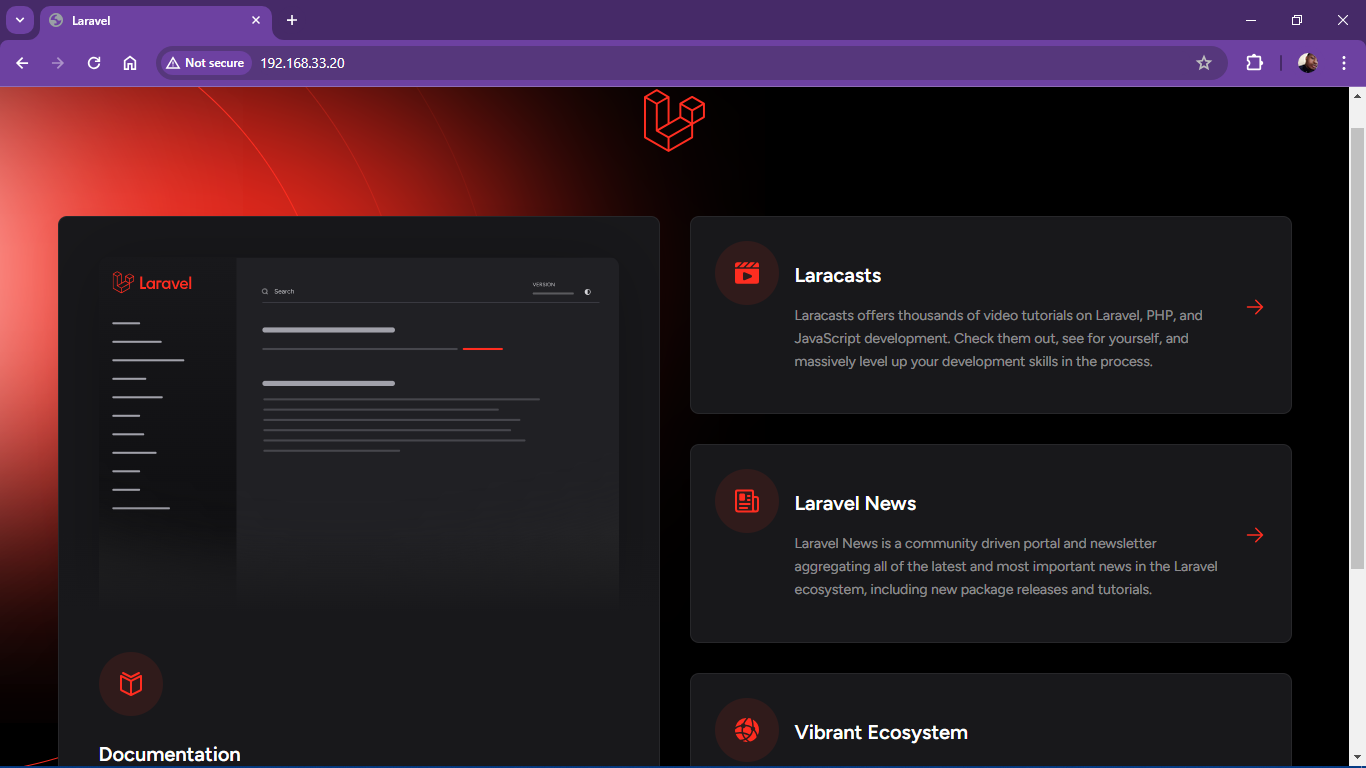 Laravel
Not secure
192.168.33.20
Laravel
Search
VERSION
Documentation
Laracasts
Laracasts offers thousands of video tutorials on Laravel, PHP, and
JavaScript development. Check them out, see for yourself, and
massively level up your development skills in the process.
Laravel News
Laravel News is a community driven portal and newsletter
aggregating all of the latest and most important news in the Laravel
ecosystem, including new package releases and tutorials.
Vibrant Ecosystem